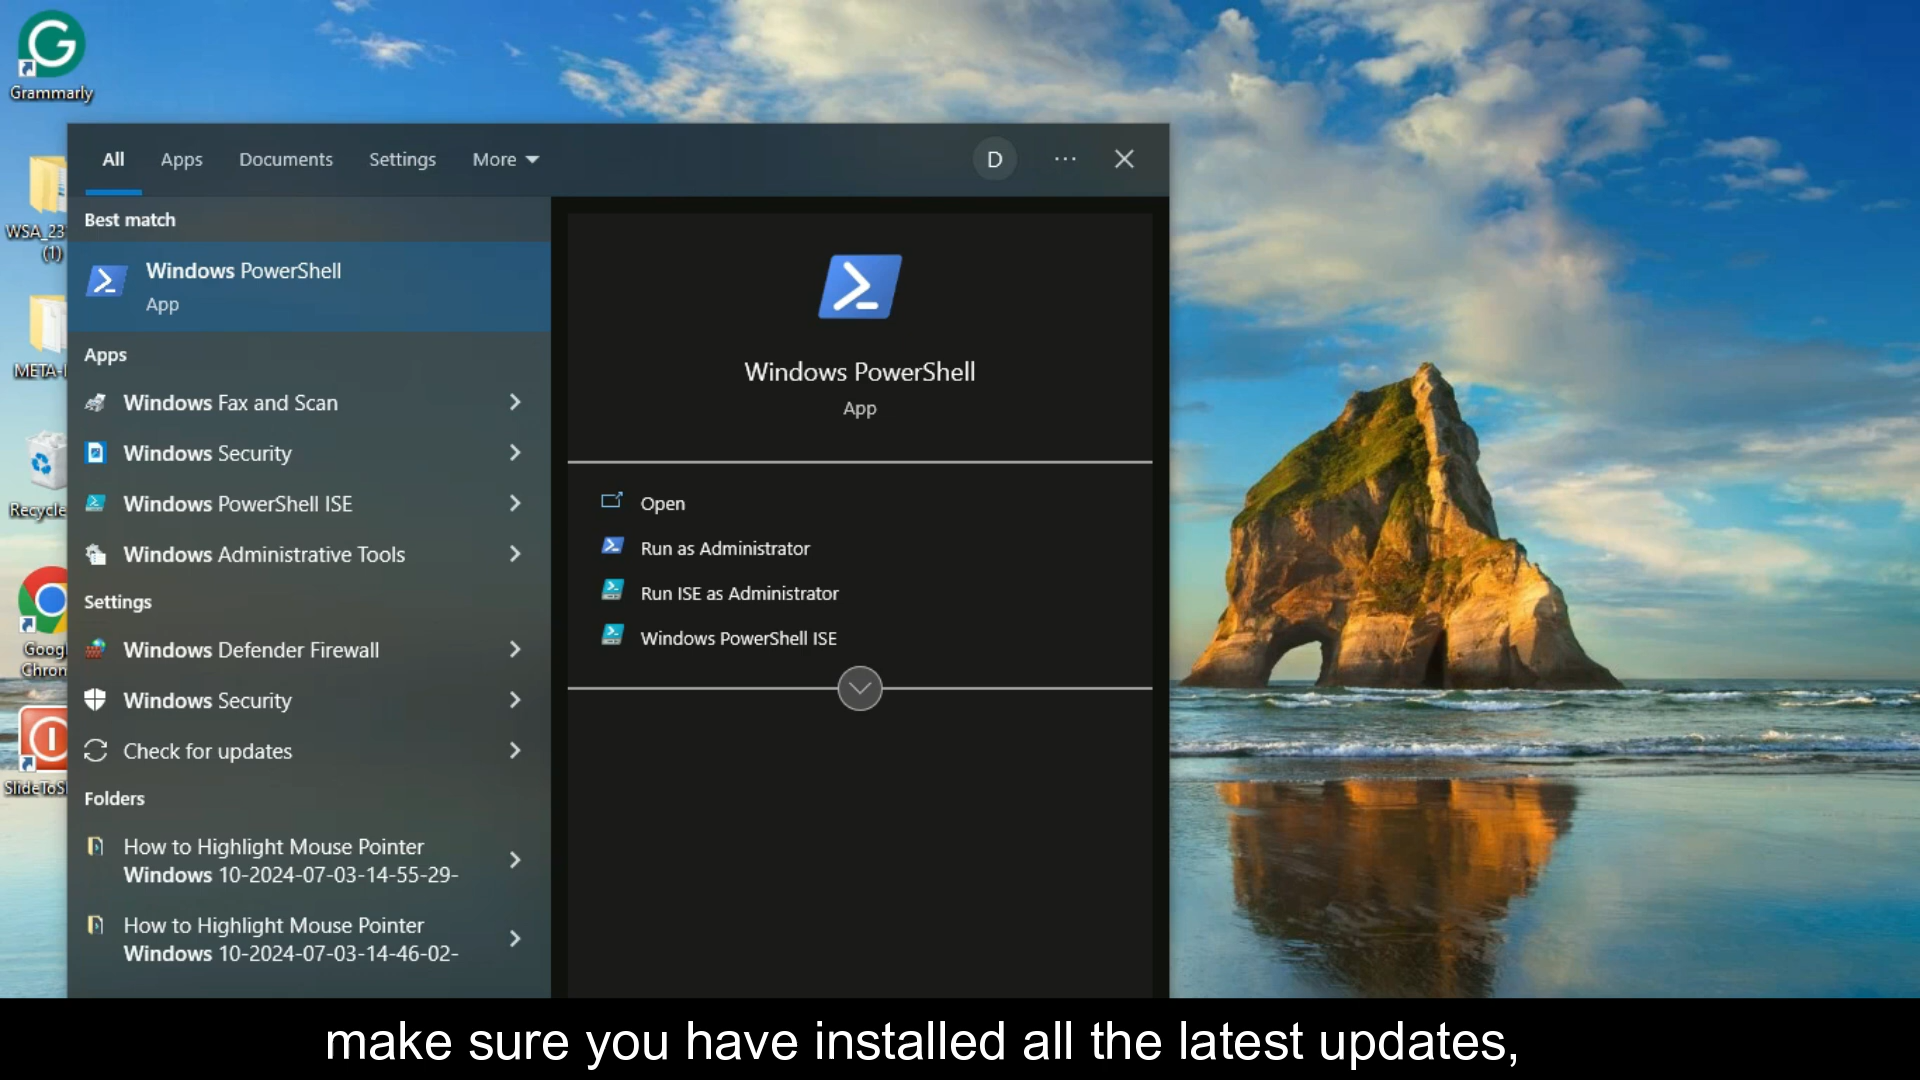 Grammarly
All Apps Documents Settings More D
Best match
Windows PowerShell
App
Apps
Windows Fax and Scan
Windows Security
Windows PowerShell ISE
Windows Administrative Tools
Settings
Windows Defender Firewall
Windows Security
Check for updates
Folders
How to Highlight Mouse Pointer
Windows 10-2024-07-03-14-55-29-
How to Highlight Mouse Pointer
Windows 10-2024-07-03-14-46-02-
Windows PowerShell
App
Open
Run as Administrator
Run ISE as Administrator
Windows PowerShell ISE
WSA_23
(1)
META-
Recycle
Goog
Chrom
SlideToS
make sure you have installed all the latest updates,